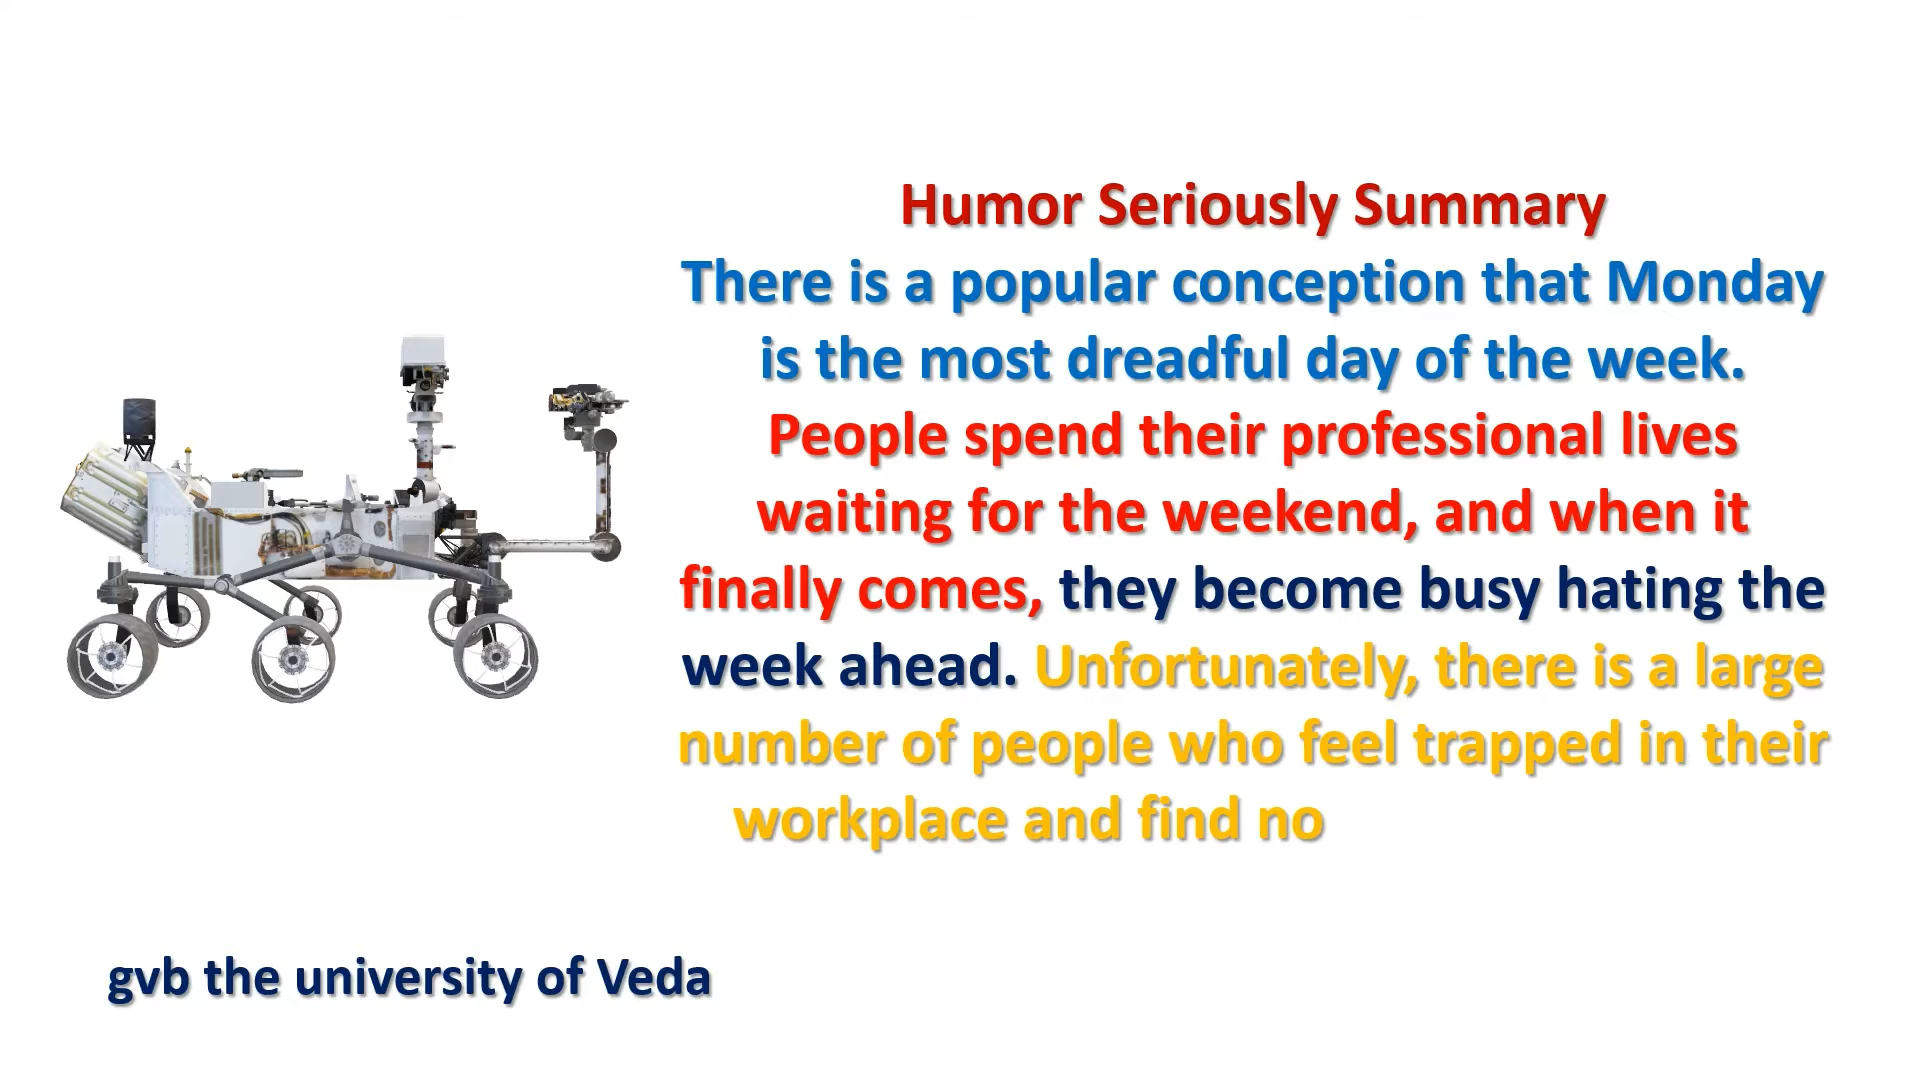 Humor Seriously Summary
There is a popular conception that Monday
is the most dreadful day of the week.
People spend their professional lives
waiting for the weekend, and when it
finally comes, they become busy hating the
week ahead. Unfortunately, there is a large
number of people who feel trapped in their
workplace and find no
gvb the university of Veda